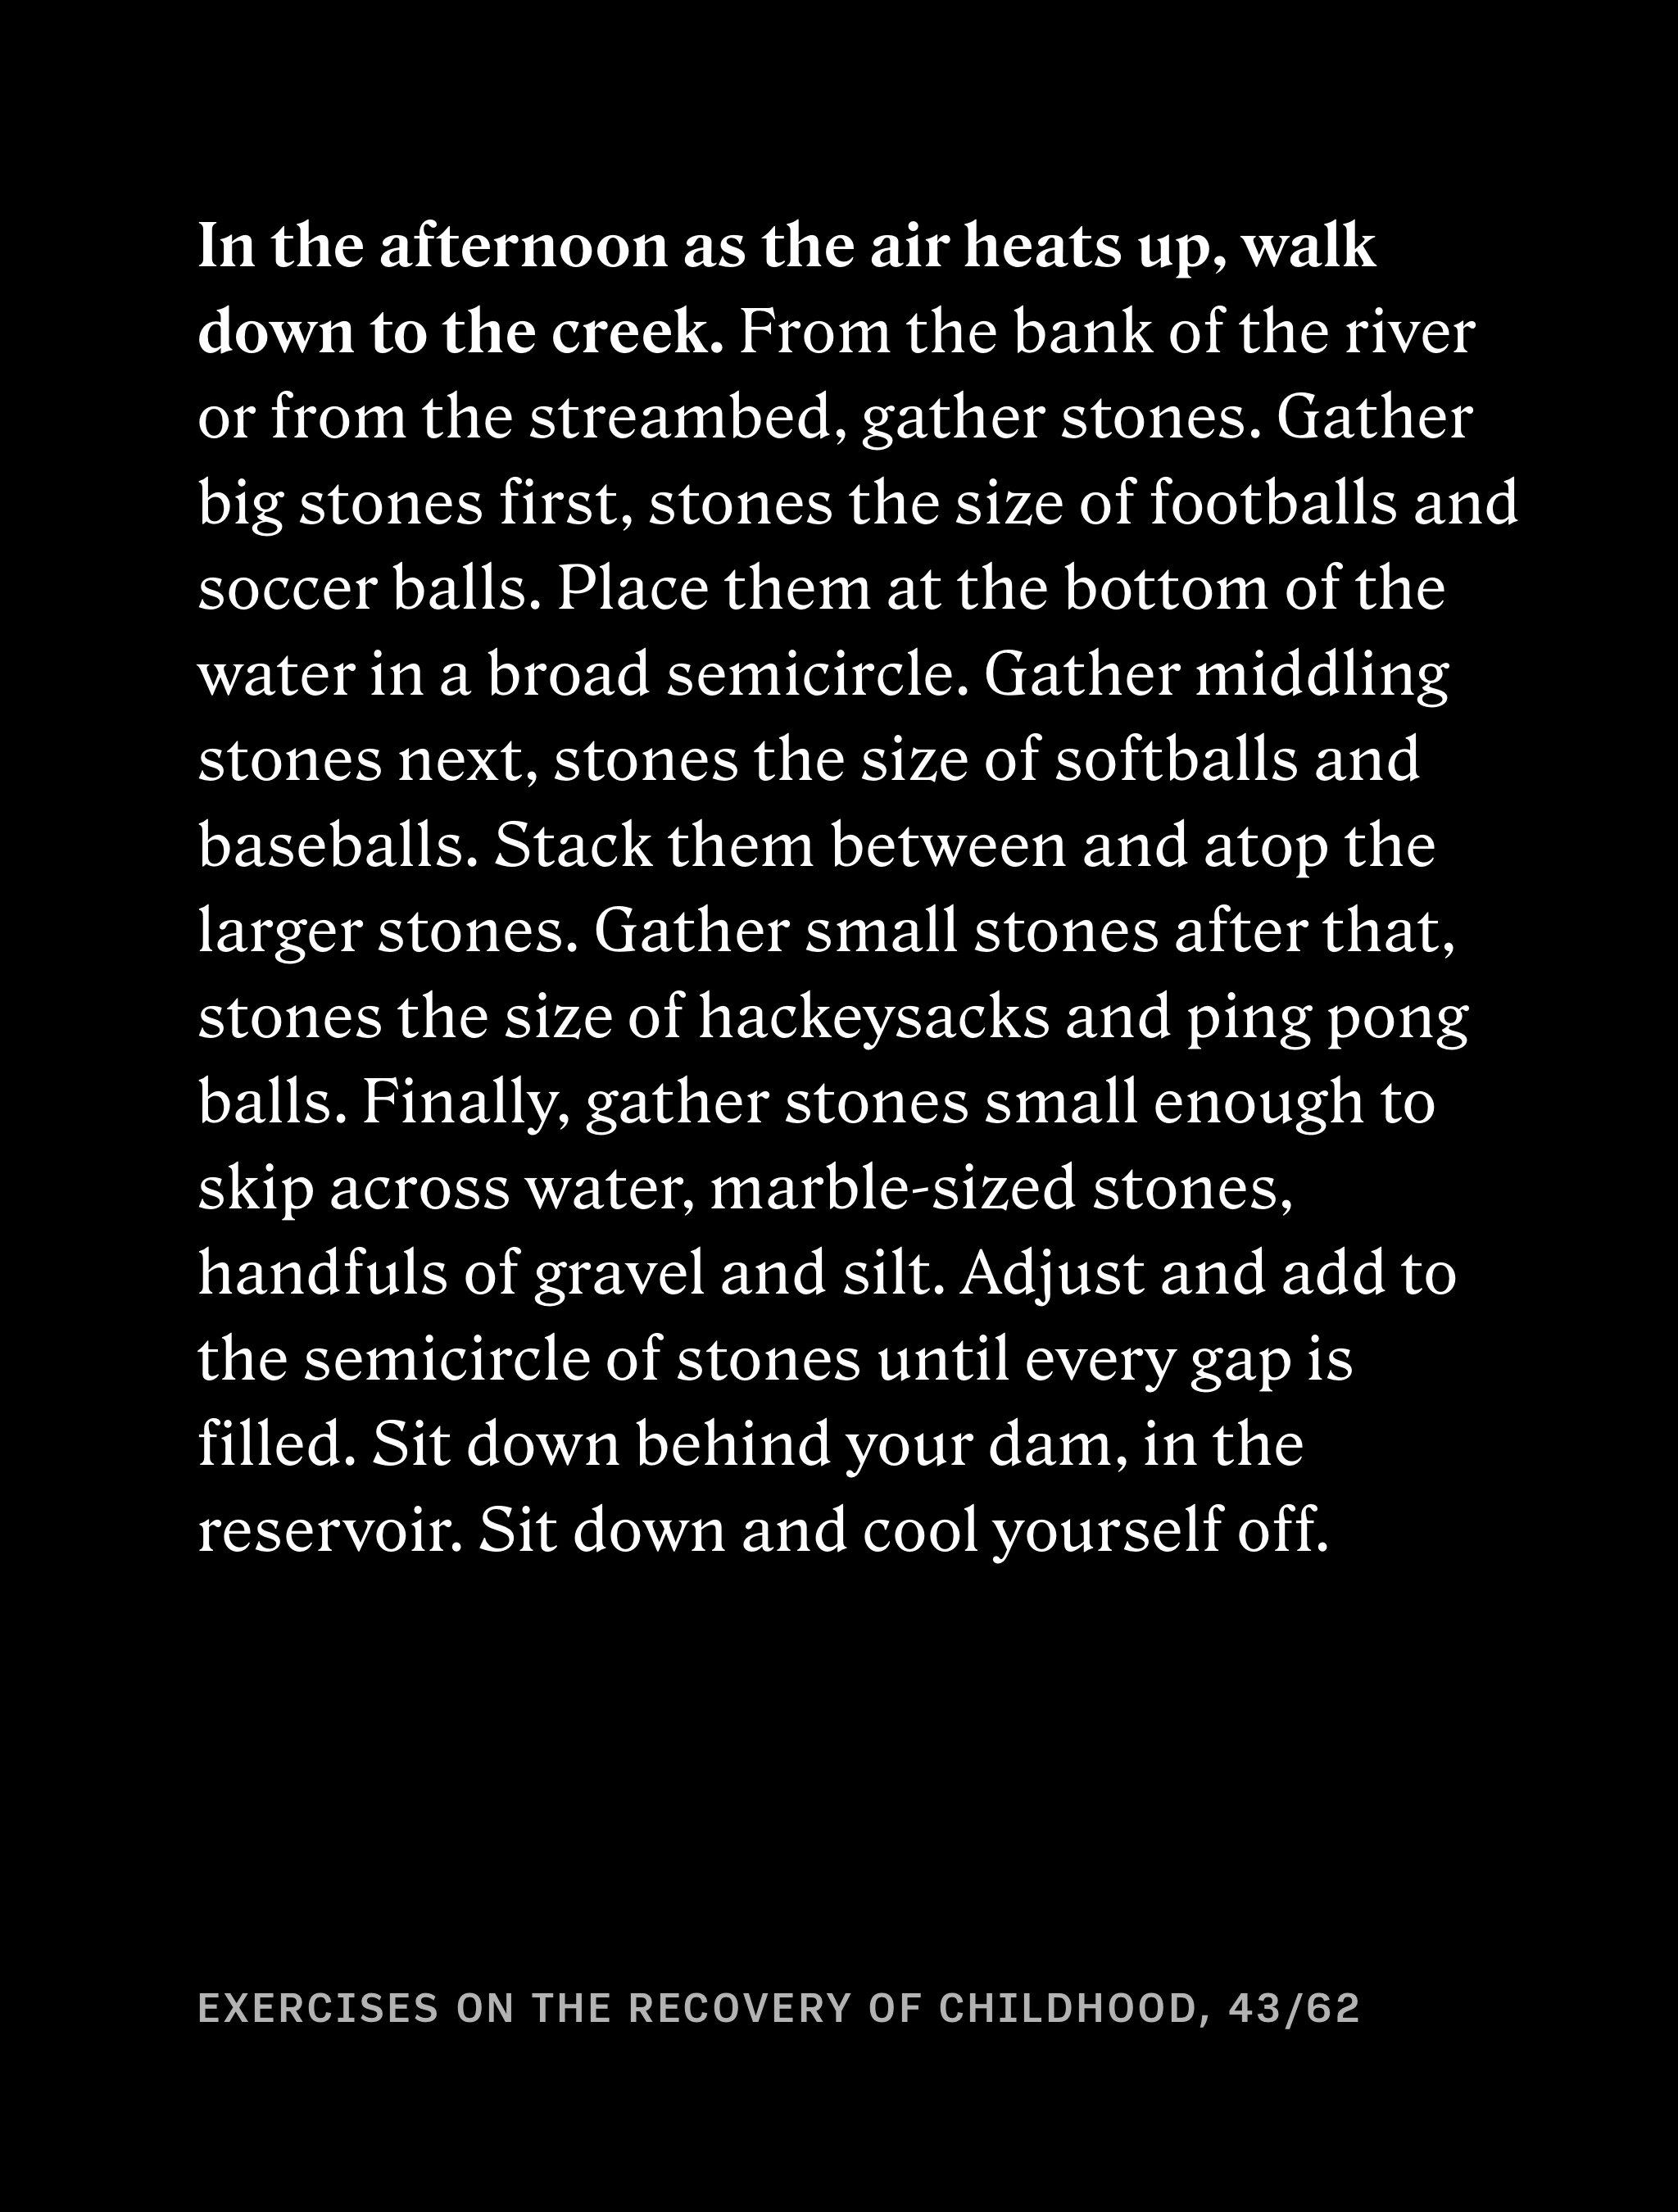 In the afternoon as the air heats up, walk
down to the creek. From the bank of the river
or from the streambed, gather stones. Gather
big stones first, stones the size of footballs and
soccer balls. Place them at the bottom of the
water in a broad semicircle. Gather middling
stones next, stones the size of softballs and
baseballs. Stack them between and atop the
larger stones. Gather small stones after that,
stones the size of hackeysacks and ping pong
balls. Finally, gather stones small enough to
skip across water, marble-sized stones,
handfuls of gravel and silt. Adjust and add to
the semicircle of stones until every gap is
filled. Sit down behind your dam, in the
reservoir. Sit down and cool yourself off.
EXERCISES ON THE RECOVERY OF CHILDHOOD, 43/62